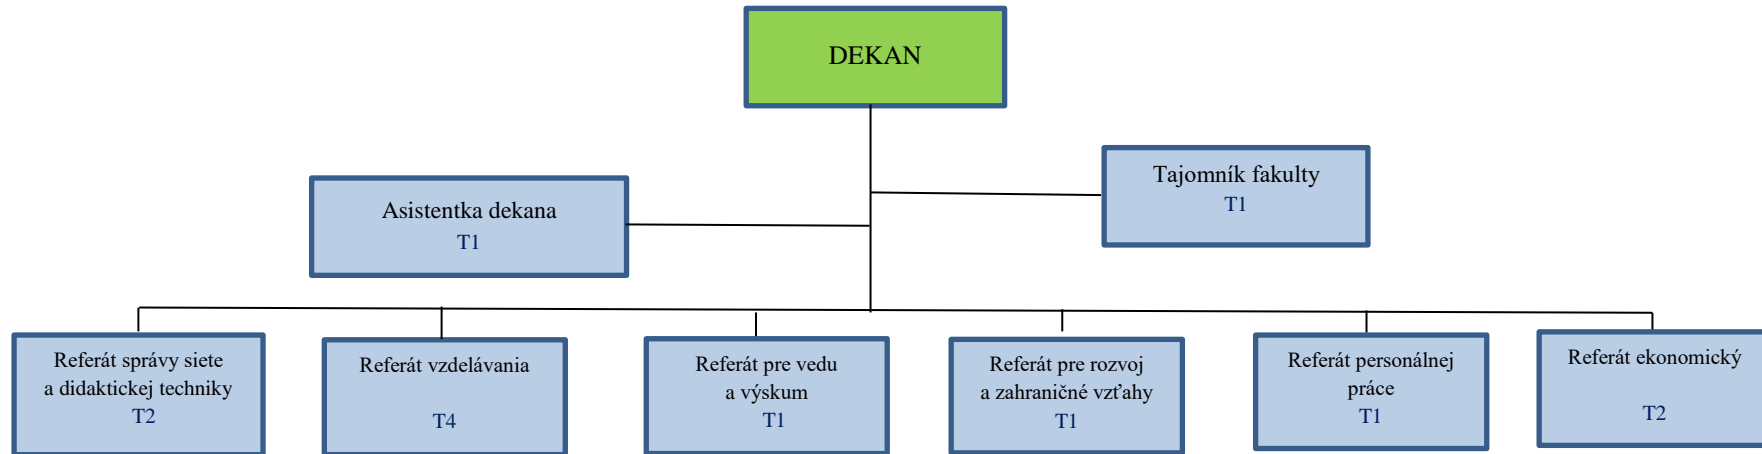 DEKAN
Tajomník fakulty
T1
Asistentka dekana
T1
Referát správy siete
a didaktickej techniky
T2
Referát vzdelávania
T4
Referát pre vedu
a výskum
T1
Referát pre rozvoj
a zahraničné vzťahy
T1
Referát personálnej
práce
T1
Referát ekonomický
T2